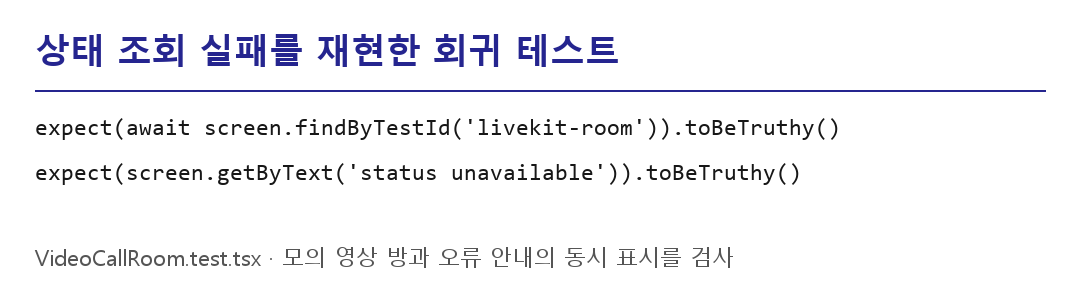 상태 조회 실패를 재현한 회귀 테스트
expect(await screen.findByTestId('livekit-room')).toBeTruthy()
expect(screen.getByText('status unavailable')).toBeTruthy()
VideoCallRoom.test.tsx · 모의 영상 방과 오류 안내의 동시 표시를 검사